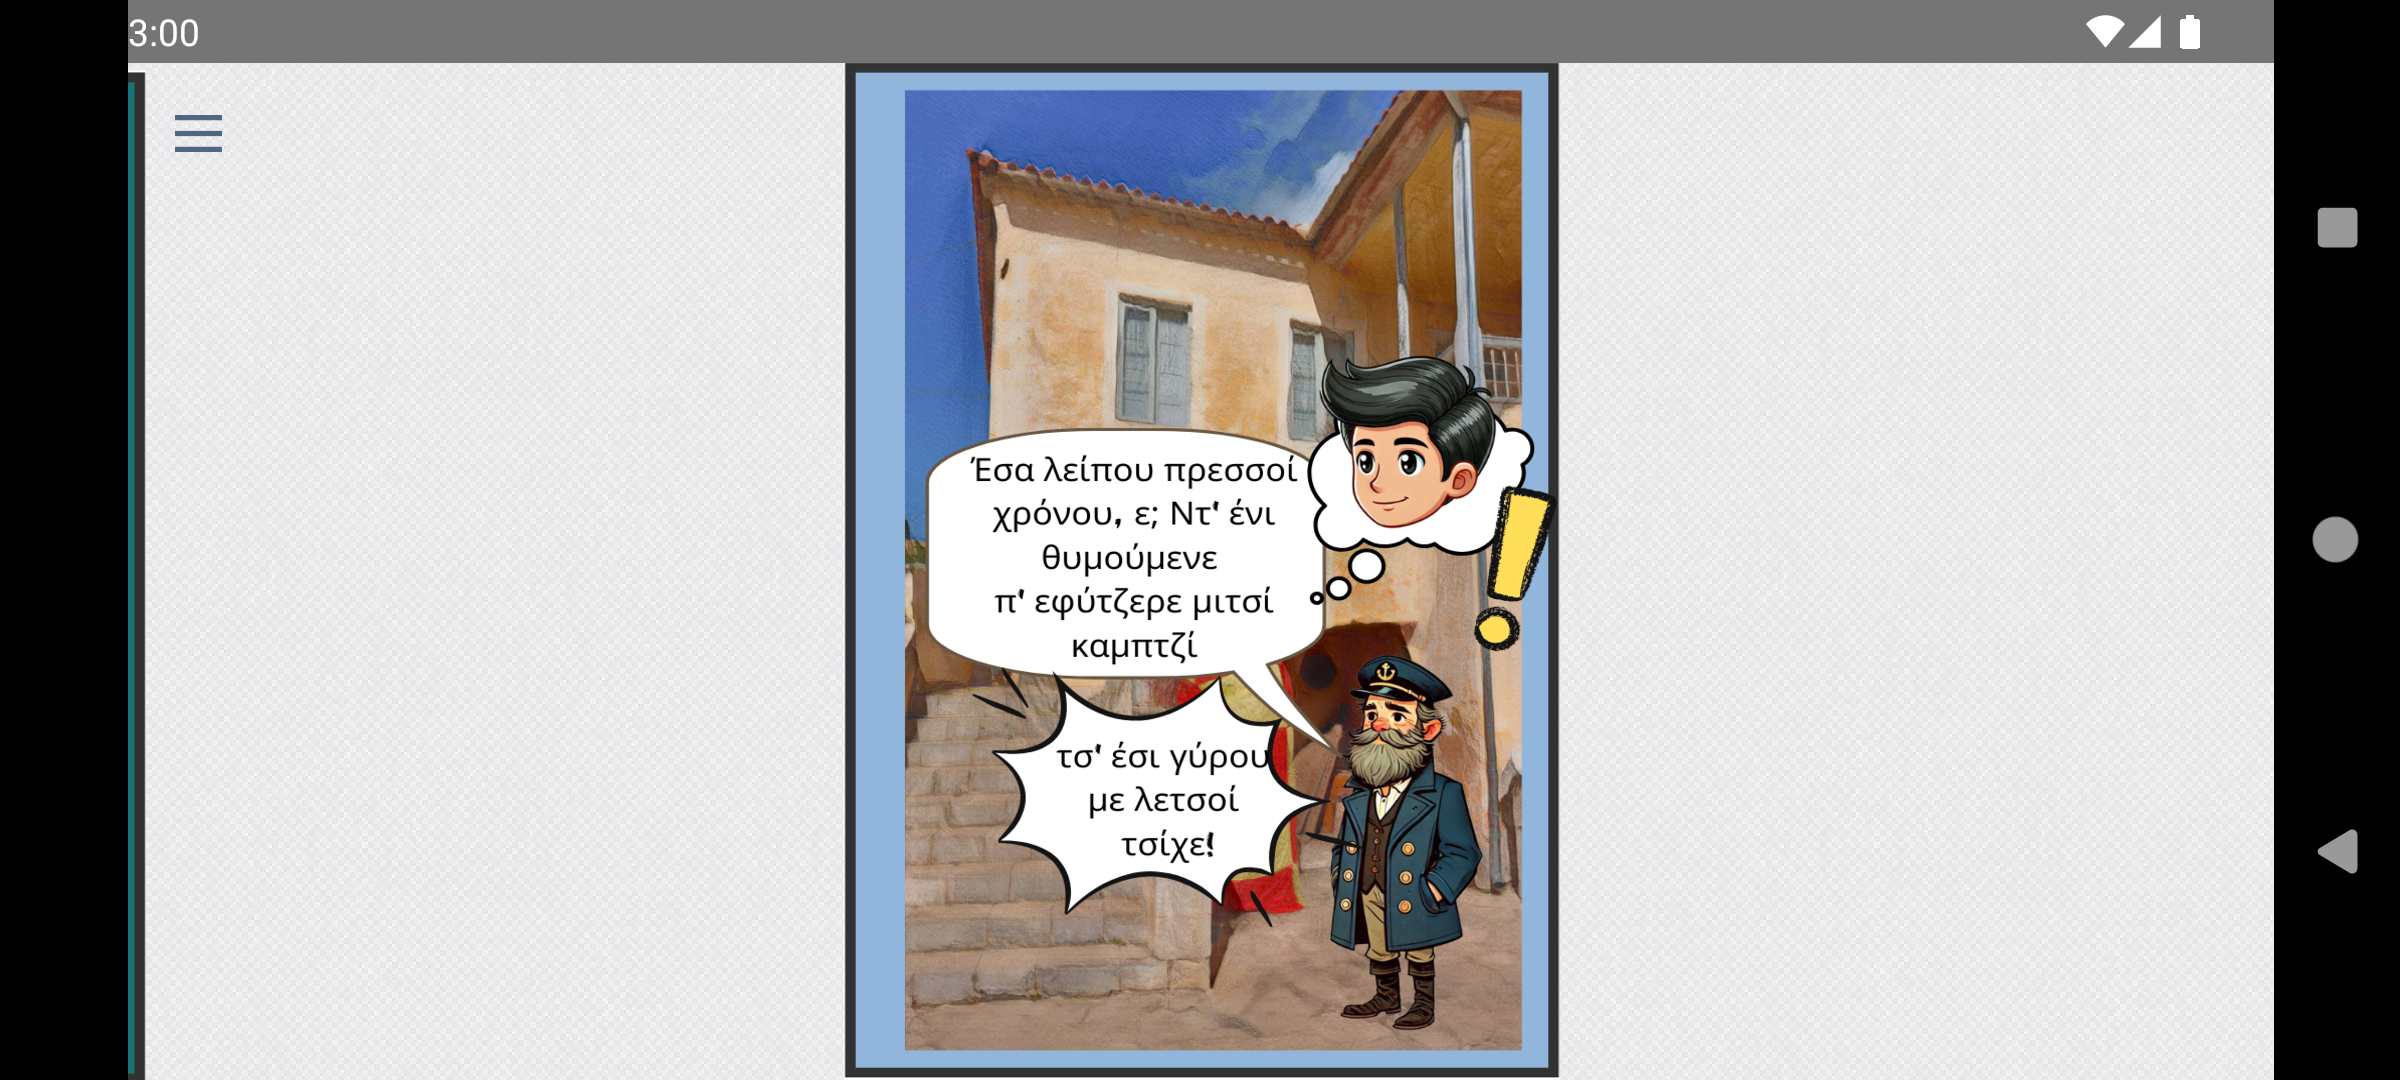 3:00
Έσα λείπου πρεσσοί
χρόνου, ε; Ντ' ένι
θυμούμενε
π' εφύτζερε μιτσί
καμπτζί
τσ' έσι γύρου
με λετσοί
τσίχε!